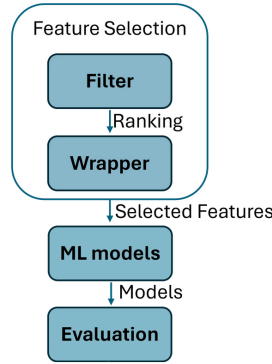 Feature Selection
Filter
Ranking
Wrapper
Selected Features
ML models
Models
Evaluation